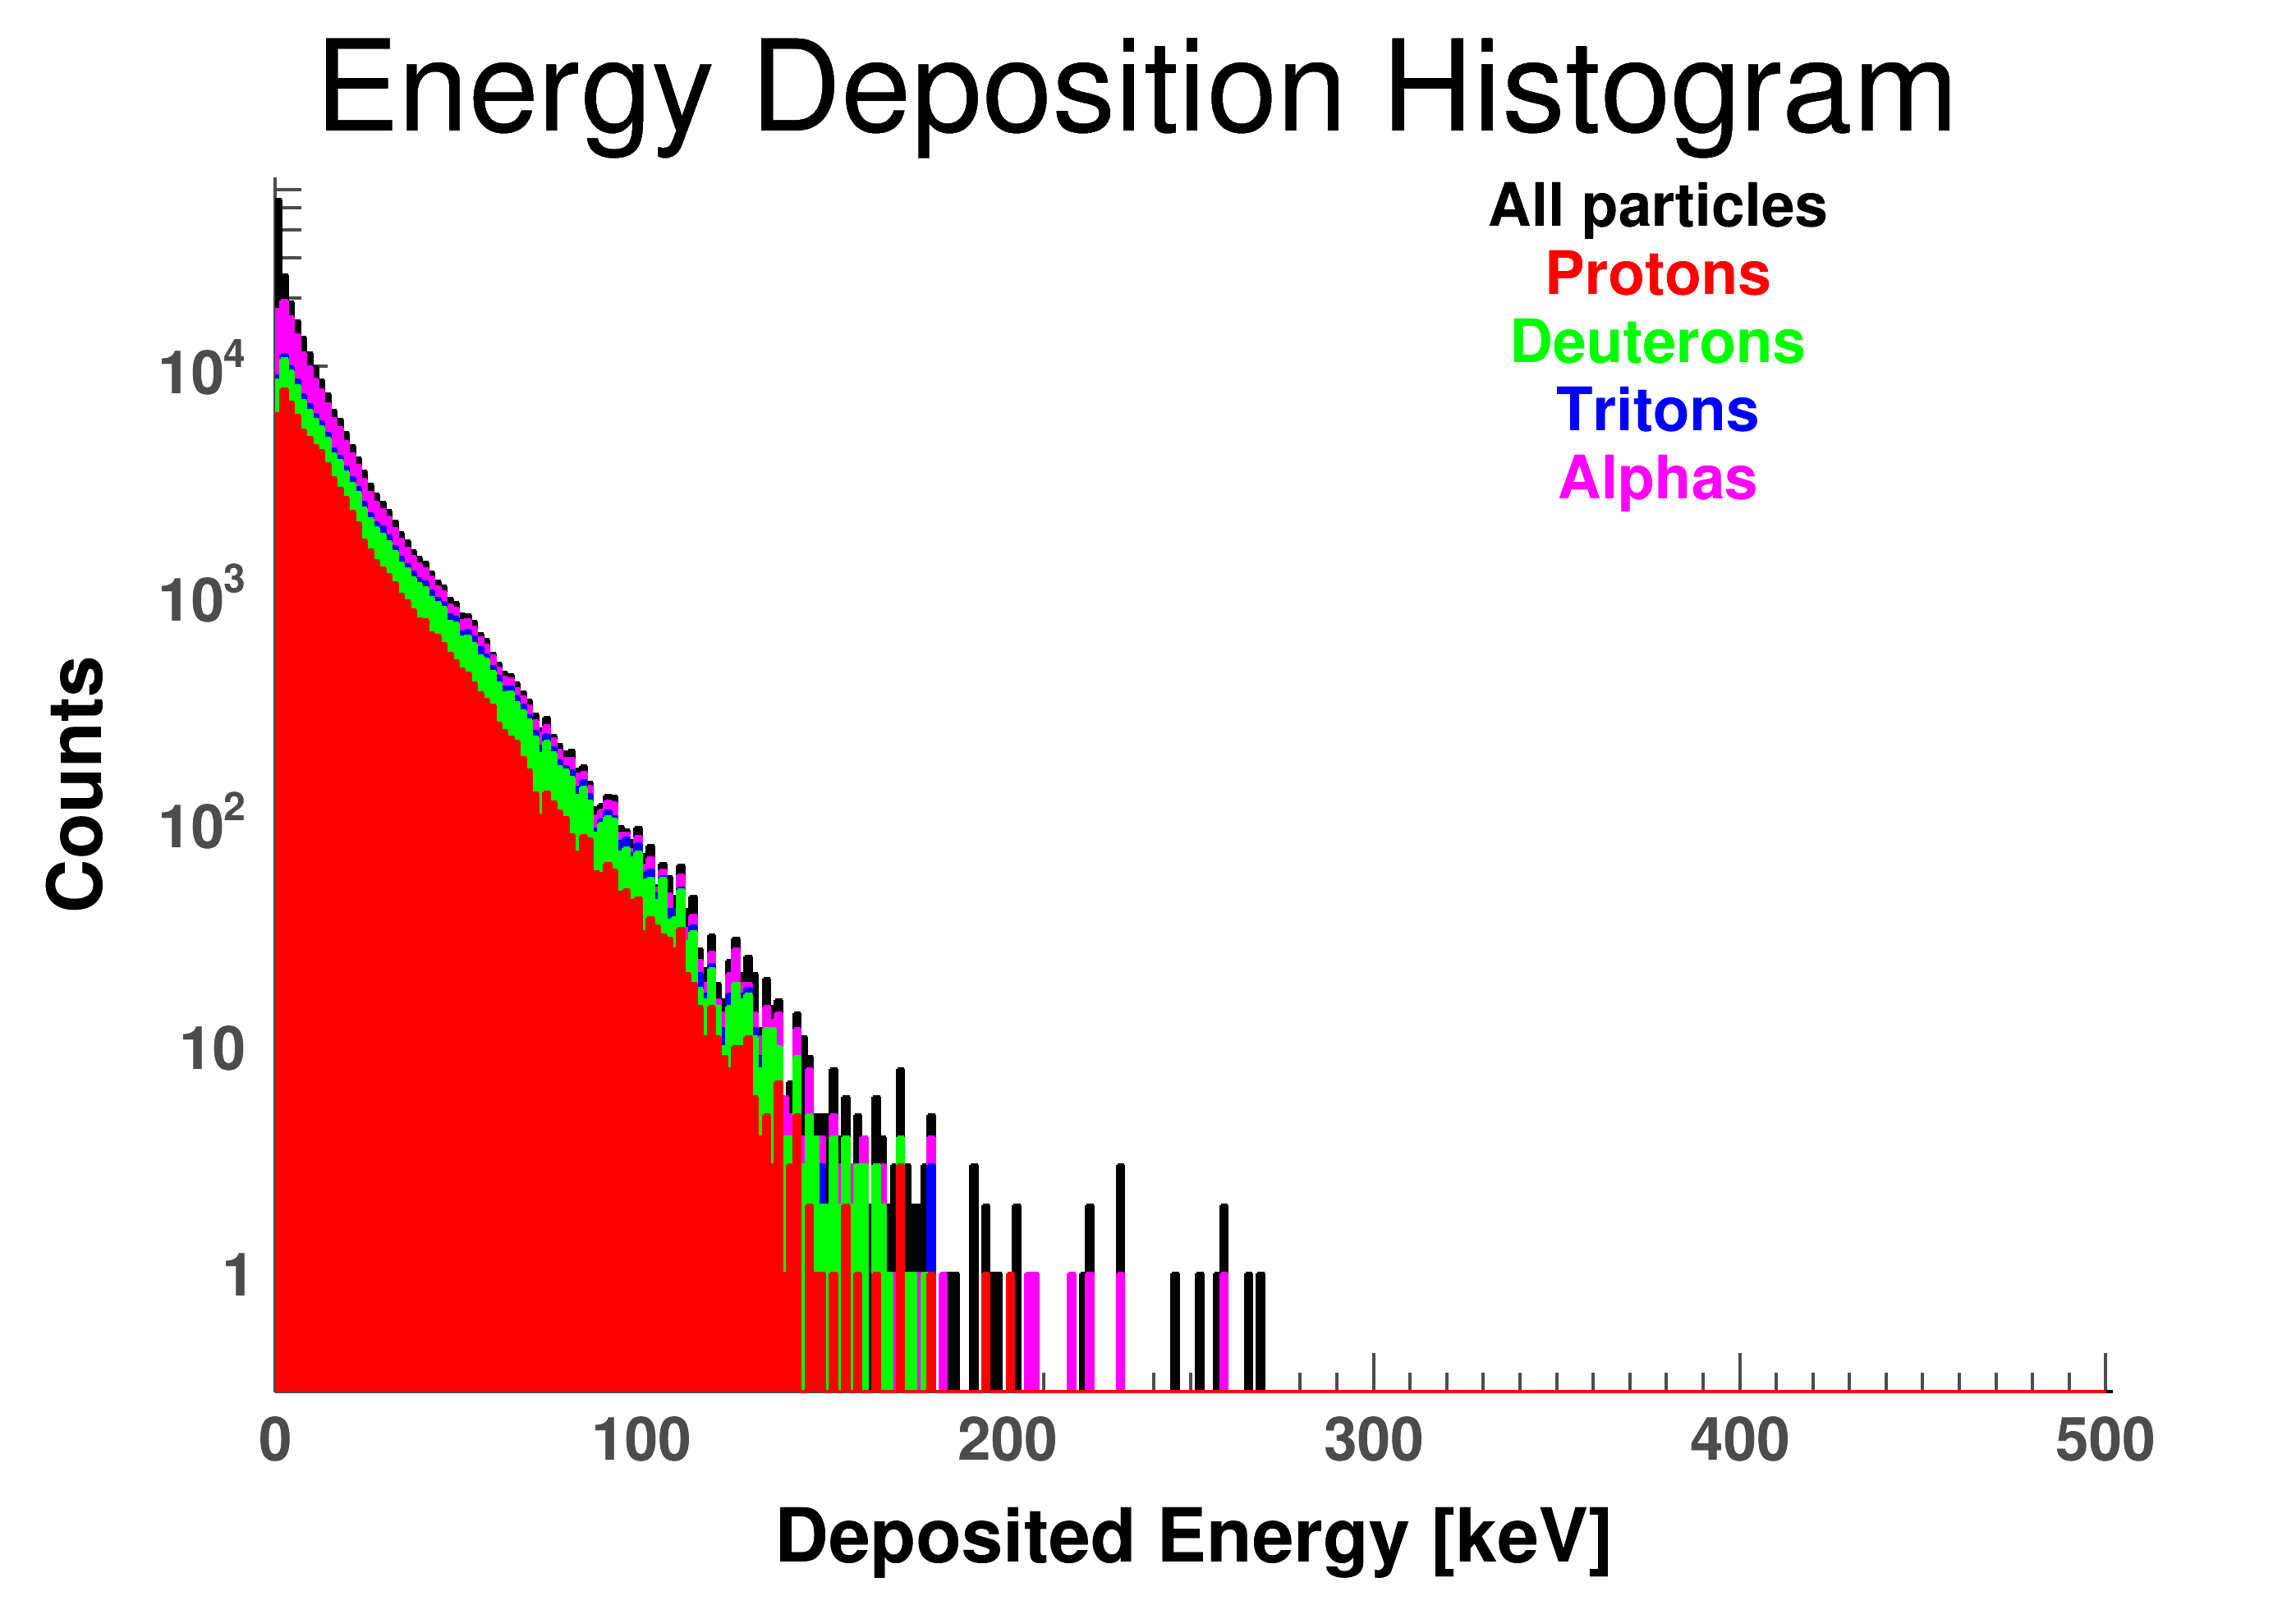 Energy Deposition Histogram
All particles
Protons
Deuterons
Tritons
Alphas
10⁴
10³
10²
10
1
Counts
0 100 200 300 400 500
Deposited Energy [keV]